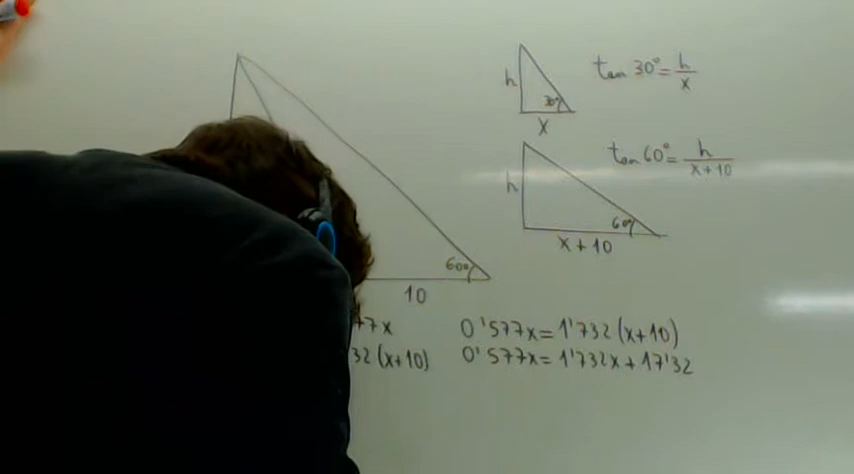 h
30°
x
tan 30° = h/x
h
60°
x+10
tan 60° = h/x+10
60°
10
77x
32(x+10)
0'577x=1'732(x+10)
0'577x=1'732x+17'32